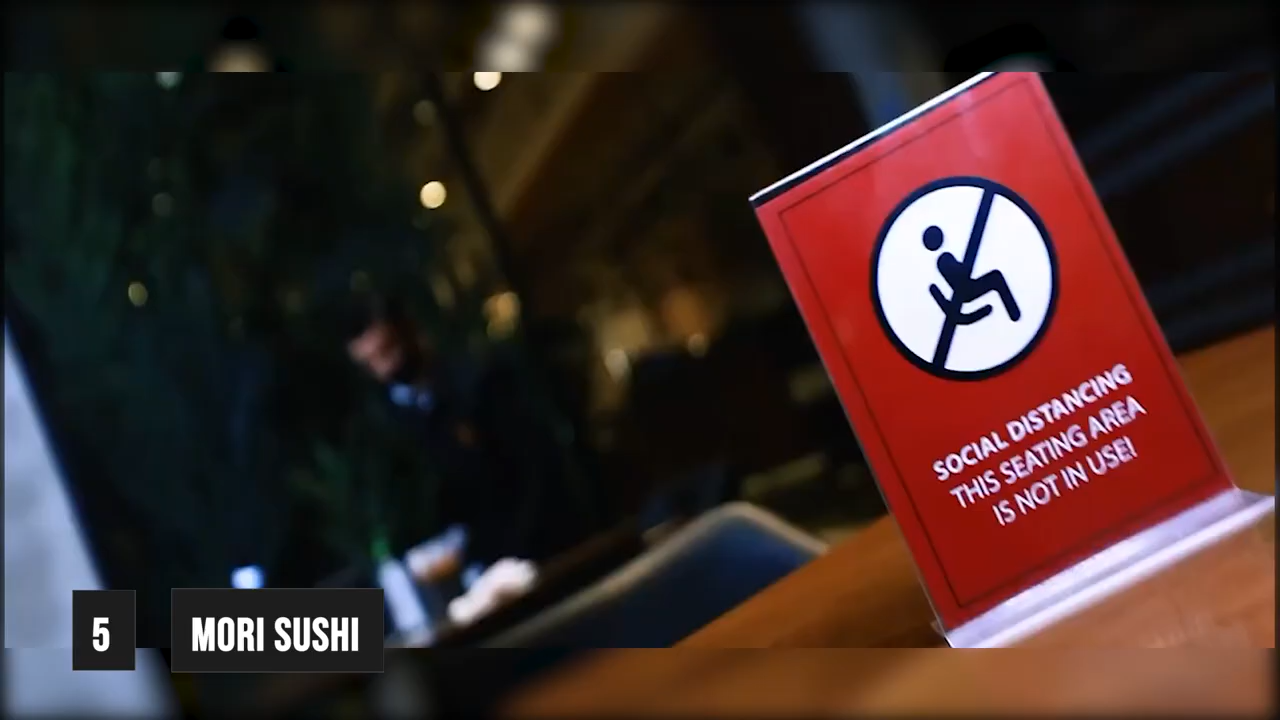 SOCIAL DISTANCING
THIS SEATING AREA
IS NOT IN USE!
5
MORI SUSHI